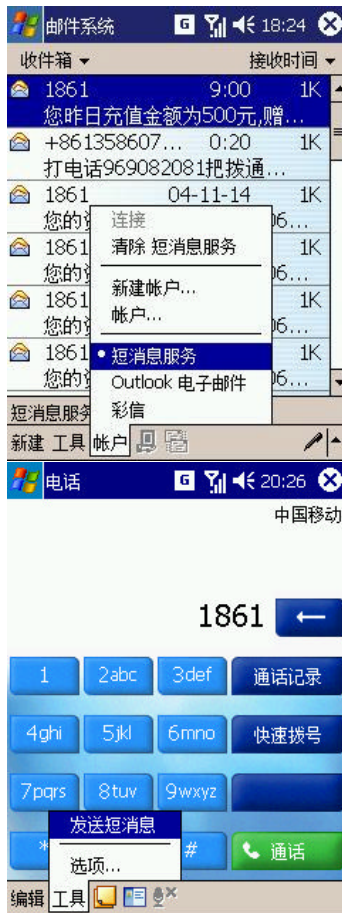 邮件系统 G 18:24
收件箱 接收时间
1861 9:00 1K
您昨日充值金额为500元,赠...
+861358607... 0:20 1K
打电话969082081把拨通...
1861 04-11-14 1K
您的 06...
连接
1861 1K
清除 短消息服务
您的 06...
新建帐户...
1861 1K
帐户...
您的
1861 1K
短消息服务
您的 06...
Outlook 电子邮件
彩信
短消息服务
新建 工具 帐户
电话 G 20:26
中国移动
1861
1 2abc 3def 通话记录
4ghi 5jkl 6mno 快速拨号
7pqrs 8tuv 9wxyz
发送短消息
* # 通话
选项...
编辑 工具